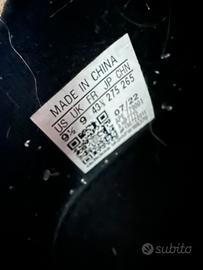 MADE IN CHINA
US UK FR JP CHN
9½ 9 43⅓ 275 265
07/22
subito